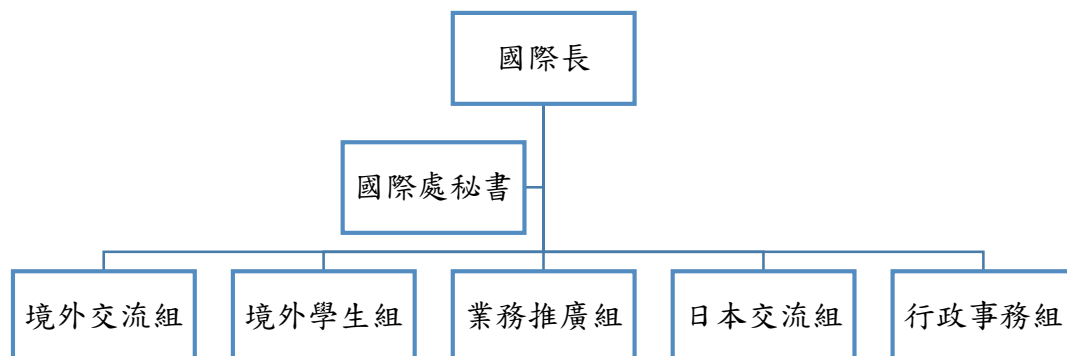 國際長
國際處秘書
境外交流組
境外學生組
業務推廣組
日本交流組
行政事務組